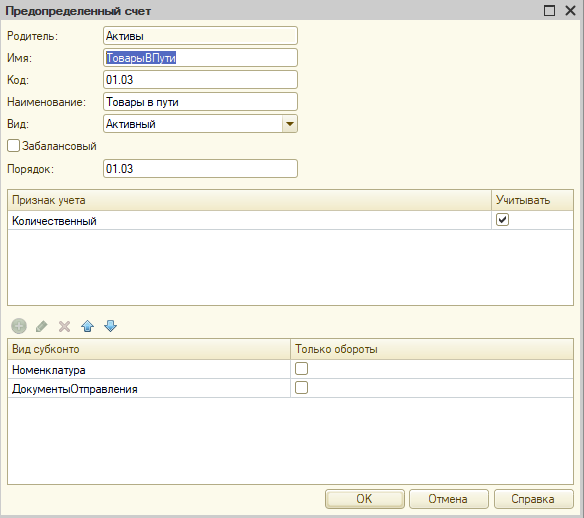 Предопределенный счет
Родитель: Активы
Имя: ТоварыВПути
Код: 01.03
Наименование: Товары в пути
Вид: Активный
Забалансовый
Порядок: 01.03
Признак учета Учитывать
Количественный
Вид субконто Только обороты
Номенклатура
ДокументыОтправления
OK Отмена Справка